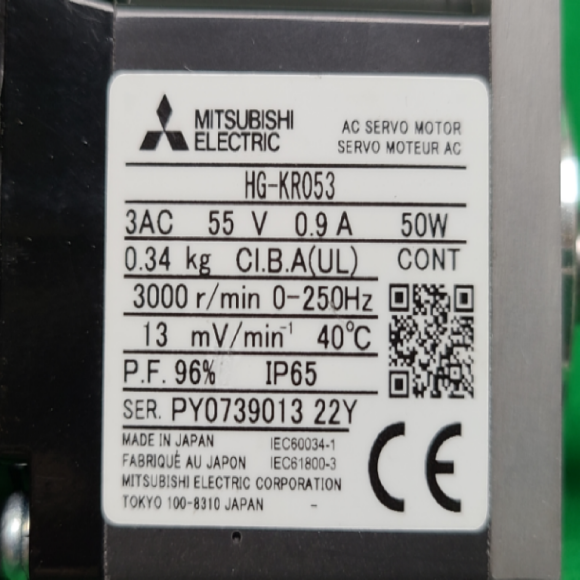 MITSUBISHI
ELECTRIC
AC SERVO MOTOR
SERVO MOTEUR AC
HG-KR053
3AC 55 V 0.9 A 50W
0.34 kg CI.B.A(UL) CONT
3000 r/min 0-250Hz
13 mV/min⁻¹ 40℃
P.F. 96% IP65
SER. PY0739013 22Y
MADE IN JAPAN IEC60034-1
FABRIQUÉ AU JAPON IEC61800-3
MITSUBISHI ELECTRIC CORPORATION
TOKYO 100-8310 JAPAN -
CE